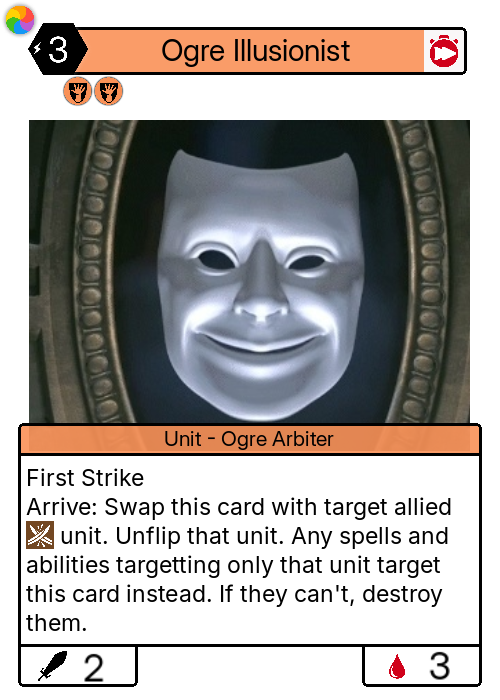 3 Ogre Illusionist
Unit - Ogre Arbiter
First Strike
Arrive: Swap this card with target allied
unit. Unflip that unit. Any spells and
abilities targetting only that unit target
this card instead. If they can't, destroy
them.
2 3